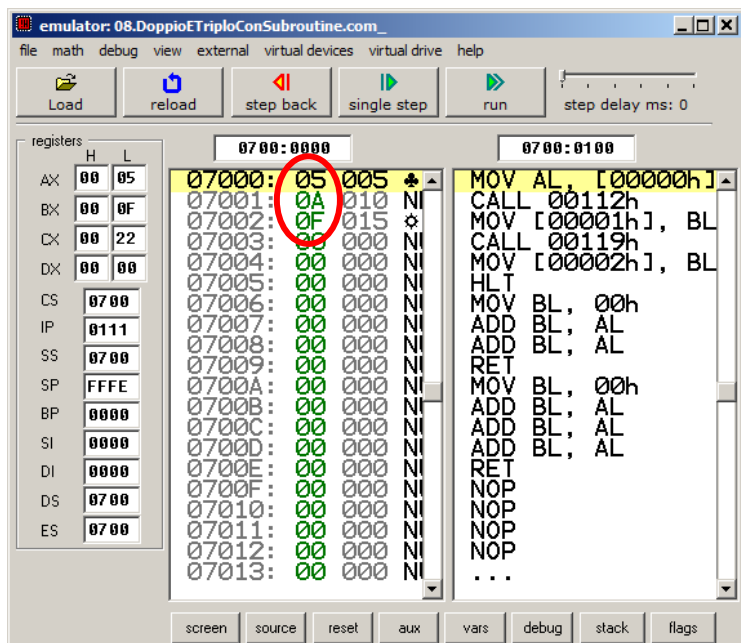 emulator: 08.DoppioETriploConSubroutine.com_
file math debug view external virtual devices virtual drive help
Load reload step back single step run step delay ms: 0
registers
H L
AX 00 05
BX 00 0F
CX 00 22
DX 00 00
CS 0700
IP 0111
SS 0700
SP FFFE
BP 0000
SI 0000
DI 0000
DS 0700
ES 0700
0700:0000
07000: 05 005 ♣
07001: 0A 010 N
07002: 0F 015 ☼
07003: 00 000 N
07004: 00 000 N
07005: 00 000 N
07006: 00 000 N
07007: 00 000 N
07008: 00 000 N
07009: 00 000 N
0700A: 00 000 N
0700B: 00 000 N
0700C: 00 000 N
0700D: 00 000 N
0700E: 00 000 N
0700F: 00 000 N
07010: 00 000 N
07011: 00 000 N
07012: 00 000 N
07013: 00 000 N
0700:0100
MOV AL, [00000h]
CALL 00112h
MOV [00001h], BL
CALL 00119h
MOV [00002h], BL
HLT
MOV BL, 00h
ADD BL, AL
ADD BL, AL
RET
MOV BL, 00h
ADD BL, AL
ADD BL, AL
ADD BL, AL
RET
NOP
NOP
NOP
NOP
...
screen source reset aux vars debug stack flags